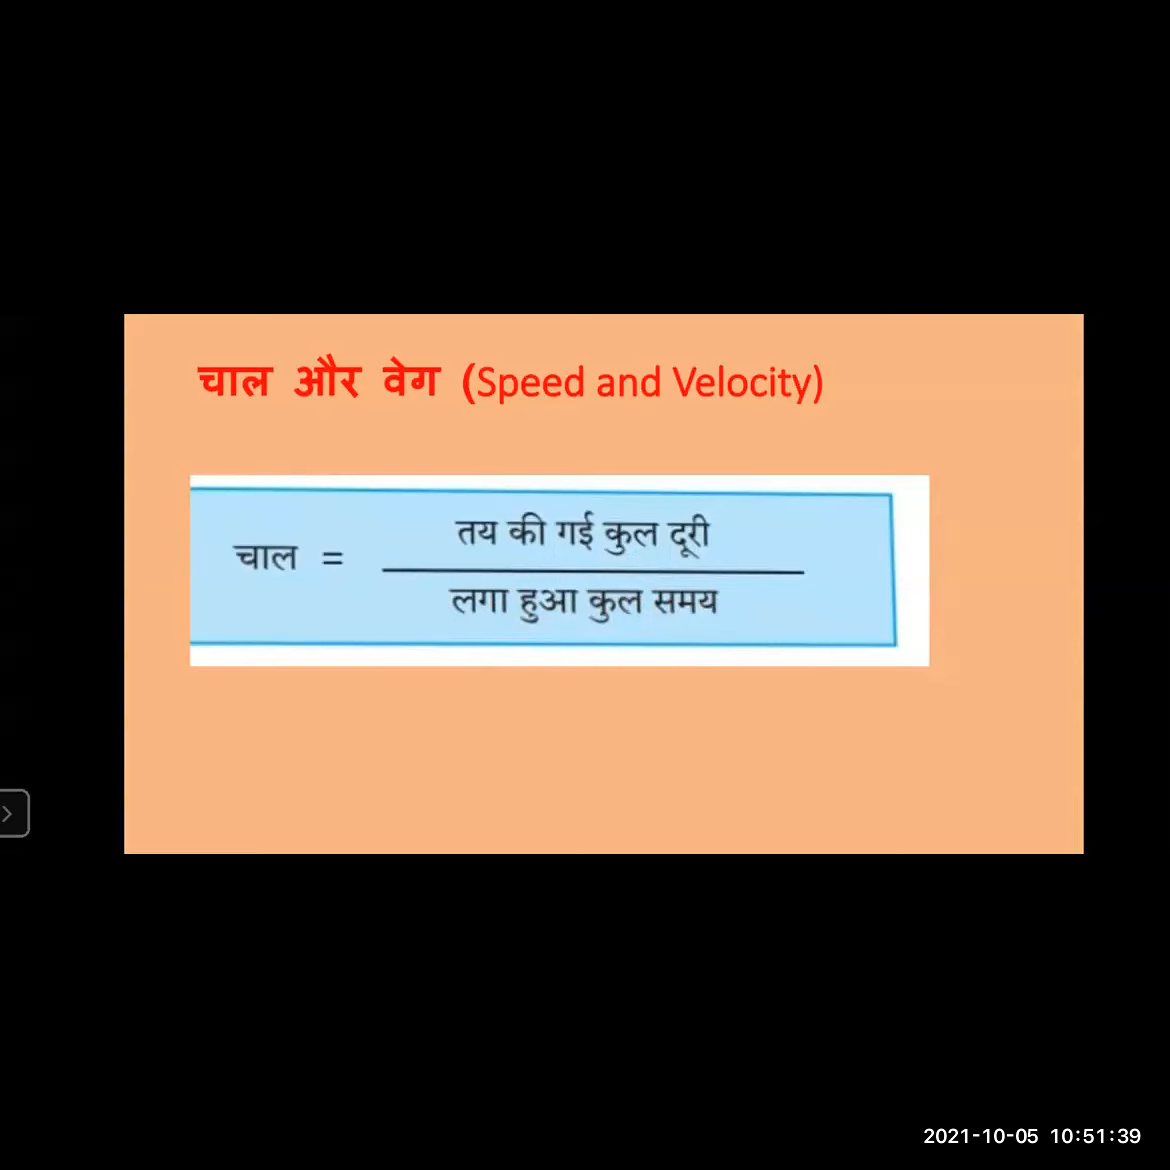 चाल और वेग (Speed and Velocity)
चाल =
तय की गई कुल दूरी
लगा हुआ कुल समय
2021-10-05 10:51:39